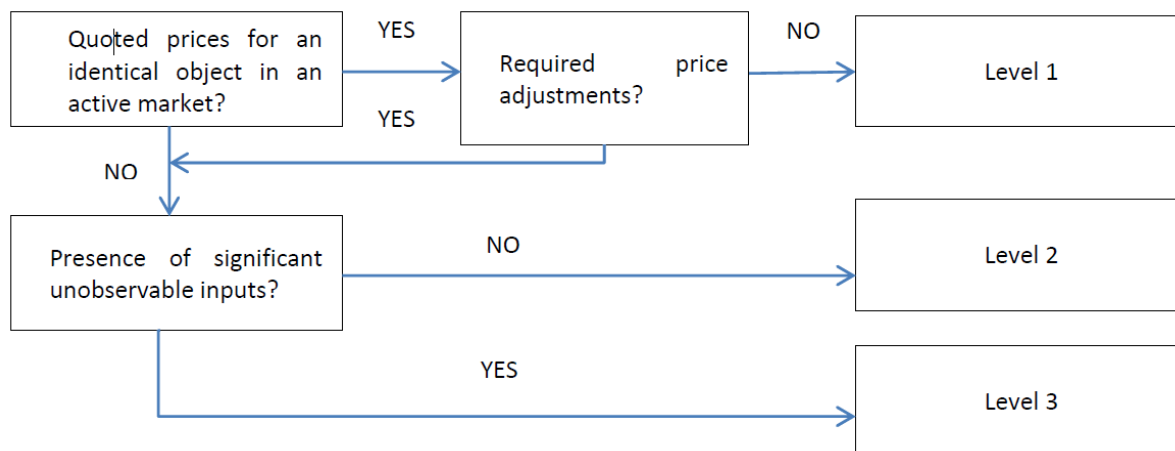 Quoted prices for an
identical object in an
active market?
YES
Required price
adjustments?
NO
Level 1
YES
NO
Presence of significant
unobservable inputs?
NO
Level 2
YES
Level 3